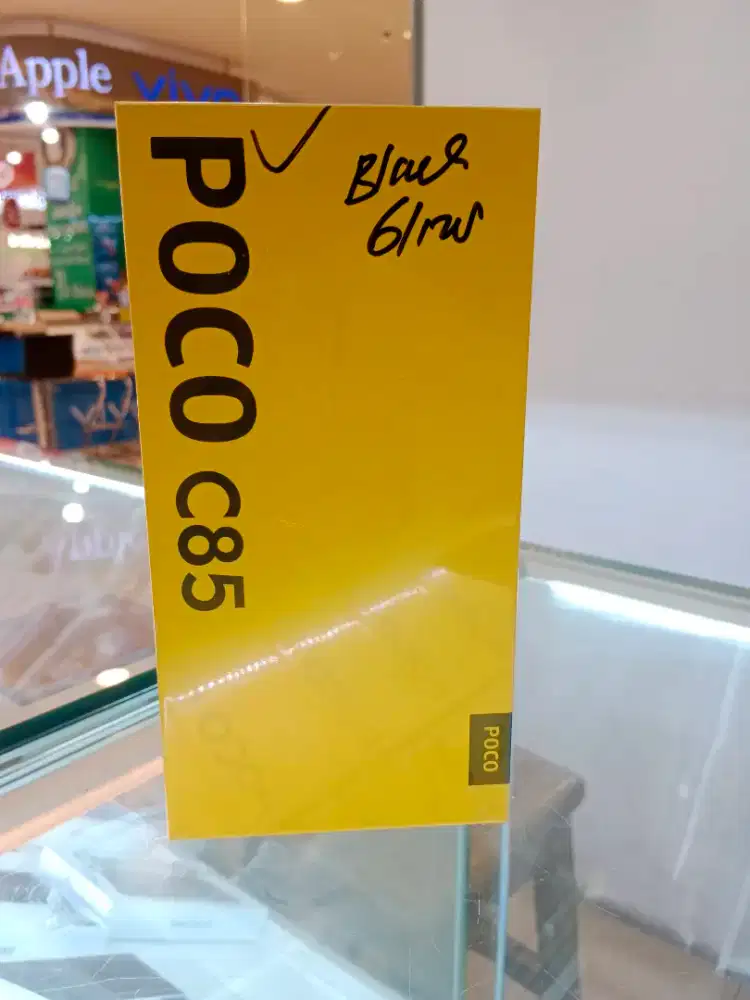 Apple
vivo
POCO C85
Black
6/128
POCO